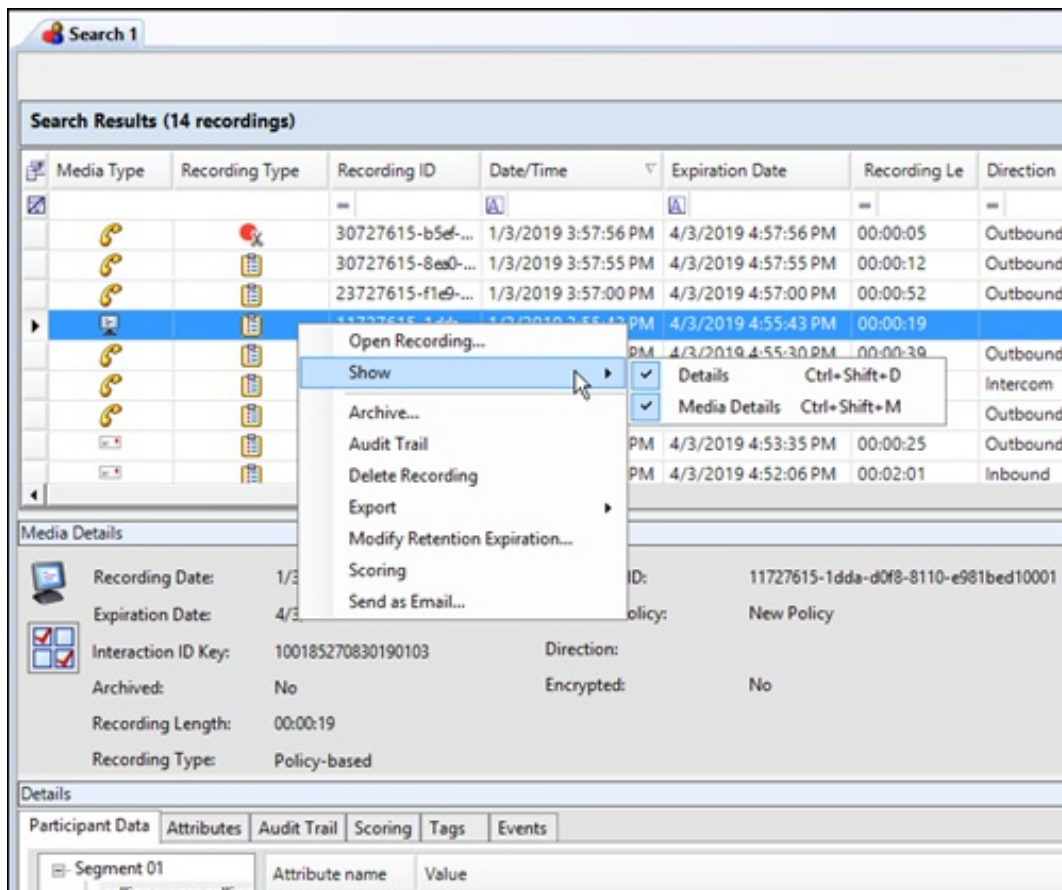 Search 1
Search Results (14 recordings)
Media Type Recording Type Recording ID Date/Time Expiration Date Recording Le Direction
= A A = =
30727615-b5ef-... 1/3/2019 3:57:56 PM 4/3/2019 4:57:56 PM 00:00:05 Outbound
30727615-8ea0-... 1/3/2019 3:57:55 PM 4/3/2019 4:57:55 PM 00:00:12 Outbound
23727615-f1e9-... 1/3/2019 3:57:00 PM 4/3/2019 4:57:00 PM 00:00:52 Outbound
PM 4/3/2019 4:55:43 PM 00:00:19
Open Recording...
PM 4/3/2019 4:55:30 PM 00:00:39 Outbound
Show Details Ctrl+Shift+D Intercom
Archive... Media Details Ctrl+Shift+M Outbound
Audit Trail PM 4/3/2019 4:53:35 PM 00:00:25 Outbound
Delete Recording PM 4/3/2019 4:52:06 PM 00:02:01 Inbound
Export
Modify Retention Expiration...
Scoring
Send as Email...
Media Details
Recording Date: 1/3 ID: 11727615-1dda-d0f8-8110-e981bed10001
Expiration Date: 4/3 olicy: New Policy
Interaction ID Key: 100185270830190103 Direction:
Archived: No Encrypted: No
Recording Length: 00:00:19
Recording Type: Policy-based
Details
Participant Data Attributes Audit Trail Scoring Tags Events
Segment 01
Attribute name Value